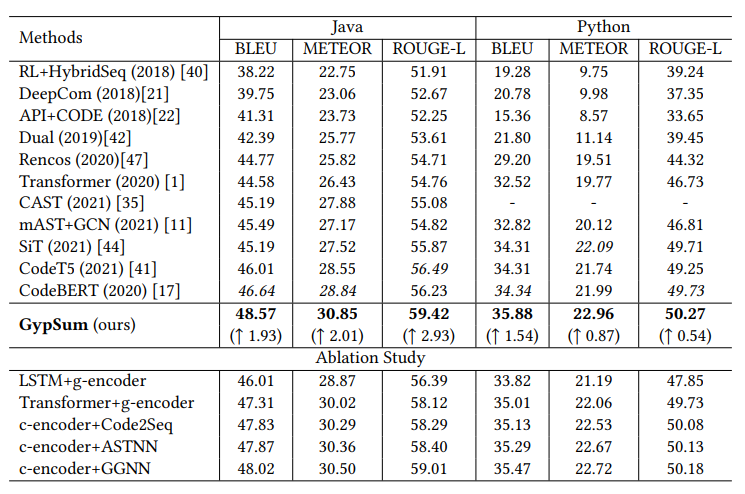 Methods Java Python
BLEU METEOR ROUGE-L BLEU METEOR ROUGE-L
RL+HybridSeq (2018) [40] 38.22 22.75 51.91 19.28 9.75 39.24
DeepCom (2018)[21] 39.75 23.06 52.67 20.78 9.98 37.35
API+CODE (2018)[22] 41.31 23.73 52.25 15.36 8.57 33.65
Dual (2019)[42] 42.39 25.77 53.61 21.80 11.14 39.45
Rencos (2020)[47] 44.77 25.82 54.71 29.20 19.51 44.32
Transformer (2020) [1] 44.58 26.43 54.76 32.52 19.77 46.73
CAST (2021) [35] 45.19 27.88 55.08 - - -
mAST+GCN (2021) [11] 45.49 27.17 54.82 32.82 20.12 46.81
SiT (2021) [44] 45.19 27.52 55.87 34.31 22.09 49.71
CodeT5 (2021) [41] 46.01 28.55 56.49 34.31 21.74 49.25
CodeBERT (2020) [17] 46.64 28.84 56.23 34.34 21.99 49.73
GypSum (ours) 48.57 30.85 59.42 35.88 22.96 50.27
(↑ 1.93) (↑ 2.01) (↑ 2.93) (↑ 1.54) (↑ 0.87) (↑ 0.54)
Ablation Study
LSTM+g-encoder 46.01 28.87 56.39 33.82 21.19 47.85
Transformer+g-encoder 47.31 30.02 58.12 35.01 22.06 49.73
c-encoder+Code2Seq 47.83 30.29 58.29 35.13 22.53 50.08
c-encoder+ASTNN 47.87 30.36 58.40 35.29 22.67 50.13
c-encoder+GGNN 48.02 30.50 59.01 35.47 22.72 50.18